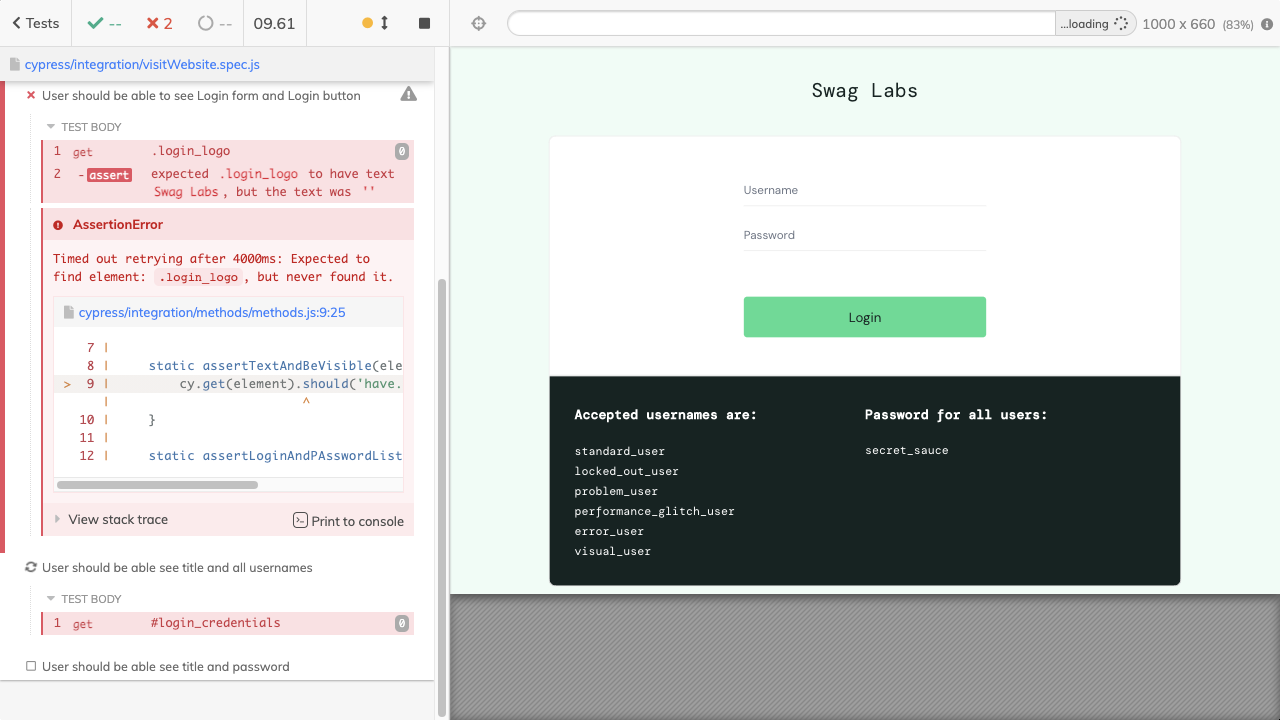 Tests
--
2
--
09.61
...loading
1000 x 660 (83%)
cypress/integration/visitWebsite.spec.js
User should be able to see Login form and Login button
TEST BODY
1 get .login_logo 0
2 -assert expected .login_logo to have text
Swag Labs, but the text was ''
AssertionError
Timed out retrying after 4000ms: Expected to
find element: .login_logo, but never found it.
cypress/integration/methods/methods.js:9:25
7 |
8 | static assertTextAndBeVisible(ele
> 9 | cy.get(element).should('have.
| ^
10 | }
11 |
12 | static assertLoginAndPAsswordList
View stack trace
Print to console
User should be able see title and all usernames
TEST BODY
1 get #login_credentials 0
User should be able see title and password
Swag Labs
Username
Password
Login
Accepted usernames are:
standard_user
locked_out_user
problem_user
performance_glitch_user
error_user
visual_user
Password for all users:
secret_sauce